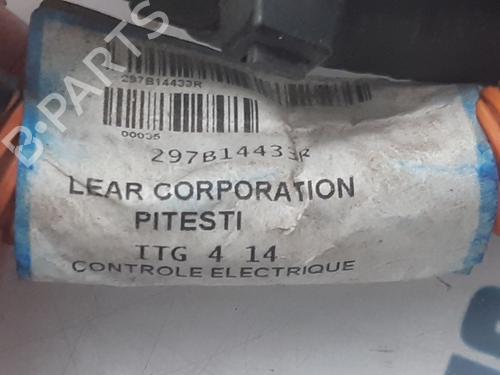 297B14433R
00035
297B14433R
LEAR CORPORATION
PITESTI
ITG 4 14
CONTROLE ELECTRIQUE
B-PARTS